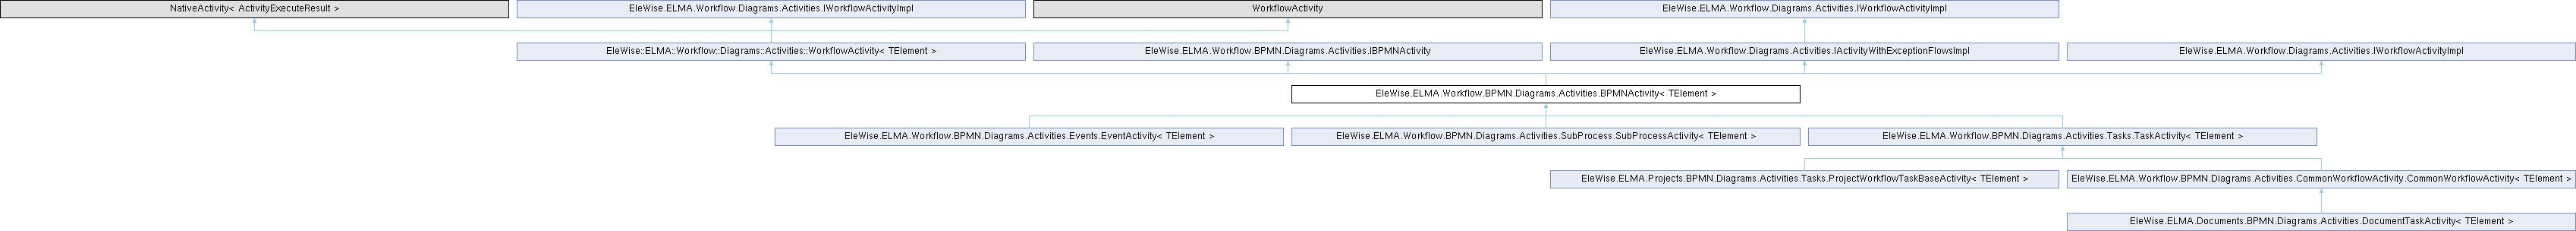 NativeActivity< ActivityExecuteResult >
EleWise.ELMA.Workflow.Diagrams.Activities.IWorkflowActivityImpl
WorkflowActivity
EleWise.ELMA.Workflow.Diagrams.Activities.IWorkflowActivityImpl
EleWise::ELMA::Workflow::Diagrams::Activities::WorkflowActivity< TElement >
EleWise.ELMA.Workflow.BPMN.Diagrams.Activities.IBPMNActivity
EleWise.ELMA.Workflow.Diagrams.Activities.IActivityWithExceptionFlowsImpl
EleWise.ELMA.Workflow.Diagrams.Activities.IWorkflowActivityImpl
EleWise.ELMA.Workflow.BPMN.Diagrams.Activities.BPMNActivity< TElement >
EleWise.ELMA.Workflow.BPMN.Diagrams.Activities.Events.EventActivity< TElement >
EleWise.ELMA.Workflow.BPMN.Diagrams.Activities.SubProcess.SubProcessActivity< TElement >
EleWise.ELMA.Workflow.BPMN.Diagrams.Activities.Tasks.TaskActivity< TElement >
EleWise.ELMA.Projects.BPMN.Diagrams.Activities.Tasks.ProjectWorkflowTaskBaseActivity< TElement >
EleWise.ELMA.Workflow.BPMN.Diagrams.Activities.CommonWorkflowActivity.CommonWorkflowActivity< TElement >
EleWise.ELMA.Documents.BPMN.Diagrams.Activities.DocumentTaskActivity< TElement >